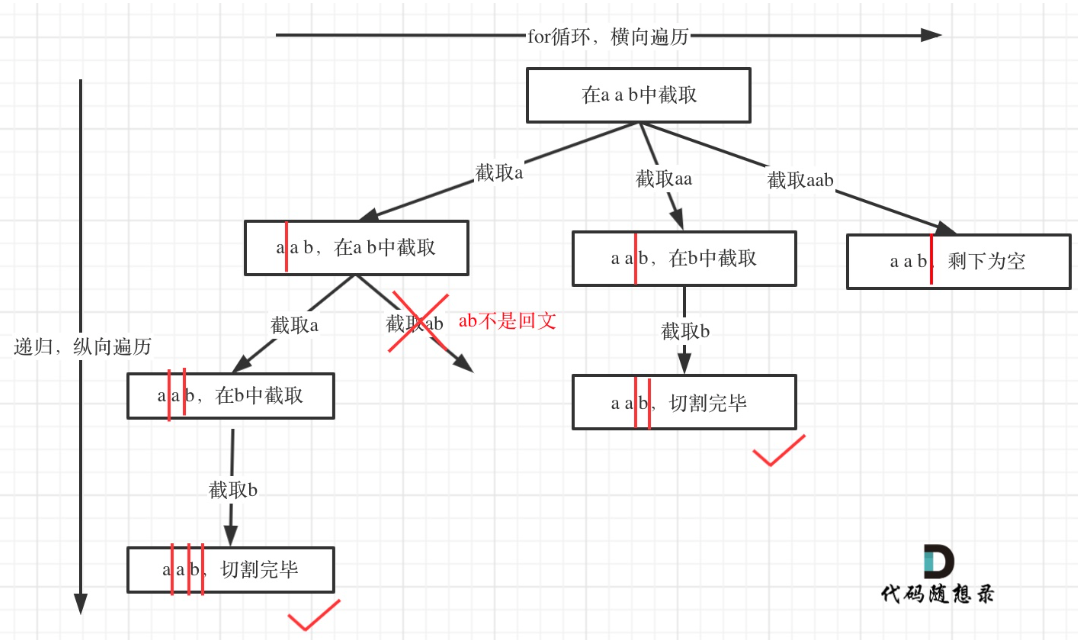 for循环，横向遍历
在a a b中截取
截取a
截取aa
截取aab
a a b，在a b中截取
a a b，在b中截取
a a b，剩下为空
截取a
截取ab
ab不是回文
截取b
递归，纵向遍历
a a b，在b中截取
a a b，切割完毕
截取b
a a b，切割完毕
代码随想录